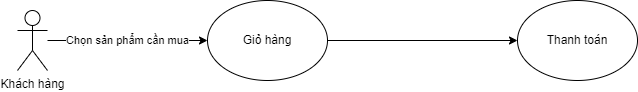 Chọn sản phẩm cần mua
Giỏ hàng
Thanh toán
Khách hàng